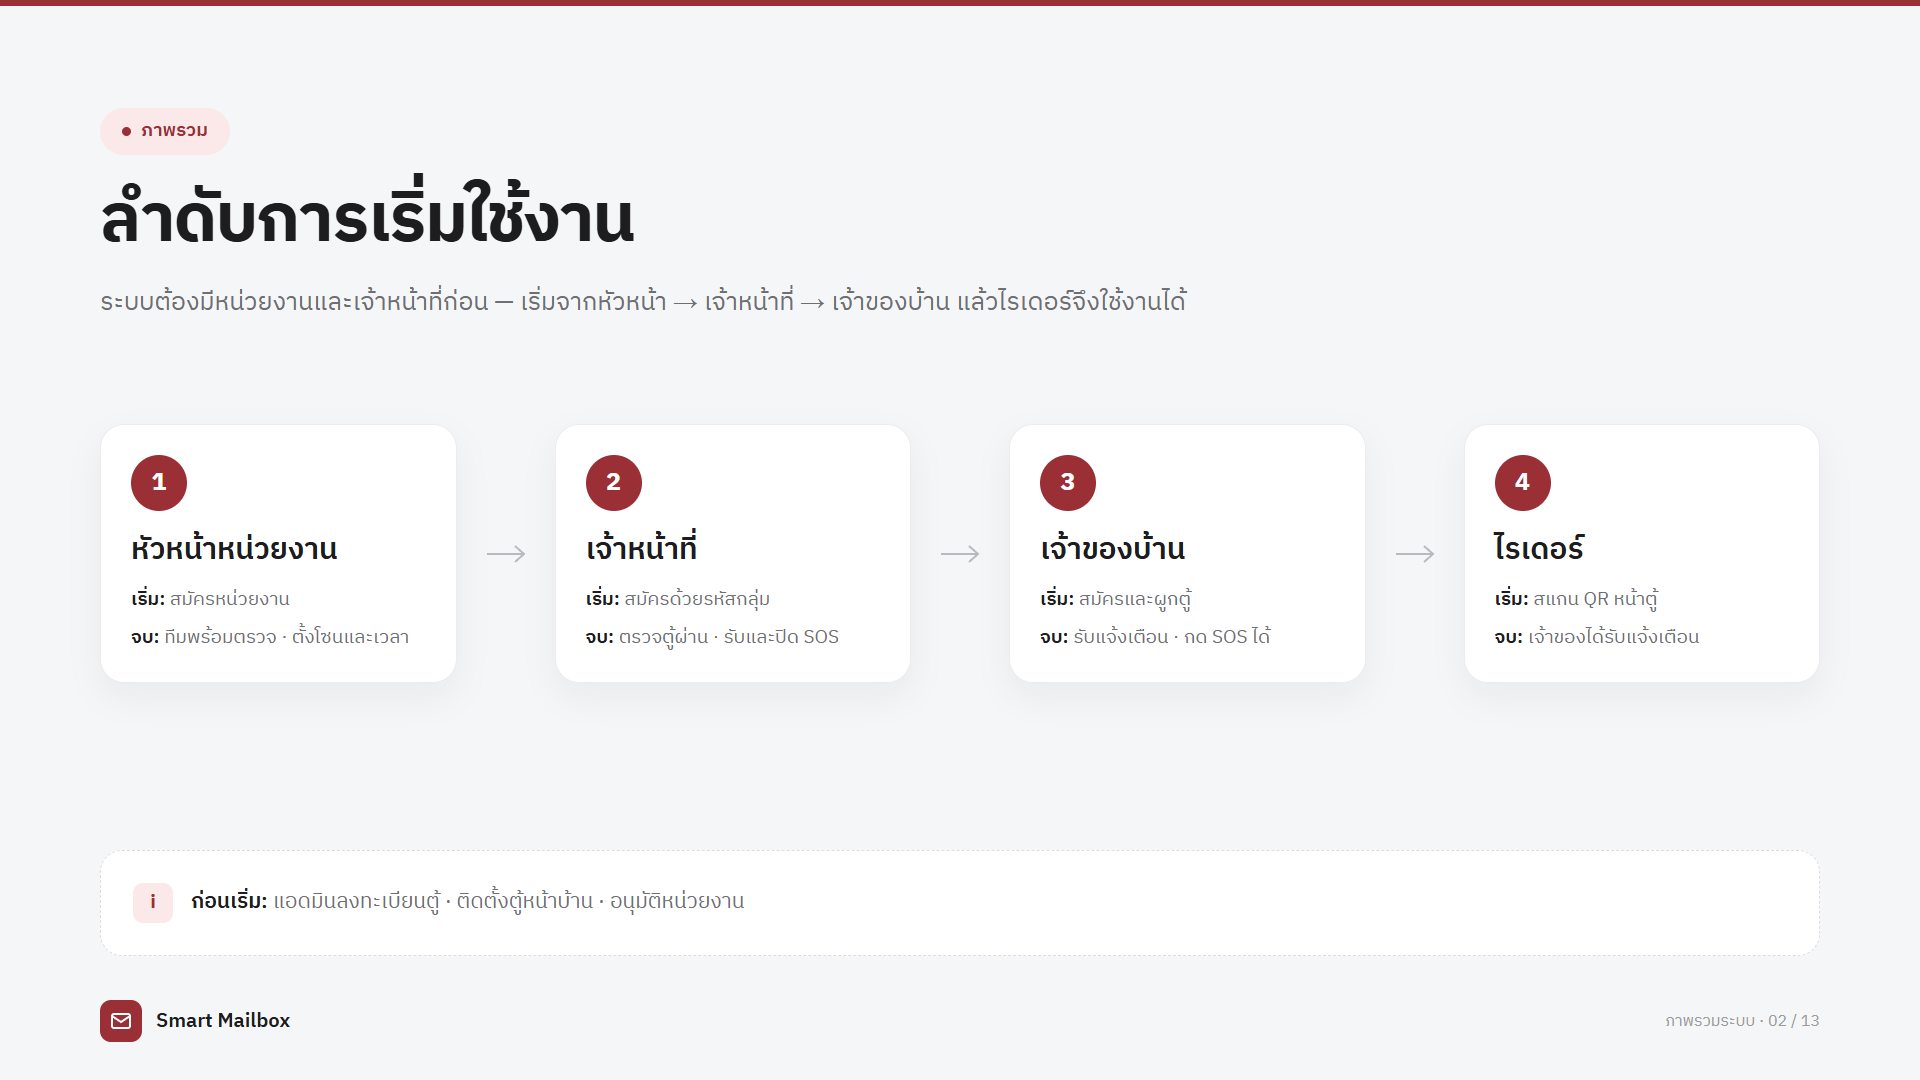 ภาพรวม
ลำดับการเริ่มใช้งาน
ระบบต้องมีหน่วยงานและเจ้าหน้าที่ก่อน — เริ่มจากหัวหน้า → เจ้าหน้าที่ → เจ้าของบ้าน แล้วไรเดอร์จึงใช้งานได้
1
หัวหน้าหน่วยงาน
เริ่ม: สมัครหน่วยงาน
จบ: ทีมพร้อมตรวจ · ตั้งโซนและเวลา
→
2
เจ้าหน้าที่
เริ่ม: สมัครด้วยรหัสกลุ่ม
จบ: ตรวจตู้ผ่าน · รับและปิด SOS
→
3
เจ้าของบ้าน
เริ่ม: สมัครและผูกตู้
จบ: รับแจ้งเตือน · กด SOS ได้
→
4
ไรเดอร์
เริ่ม: สแกน QR หน้าตู้
จบ: เจ้าของได้รับแจ้งเตือน
i
ก่อนเริ่ม: แอดมินลงทะเบียนตู้ · ติดตั้งตู้หน้าบ้าน · อนุมัติหน่วยงาน
Smart Mailbox
ภาพรวมระบบ · 02 / 13